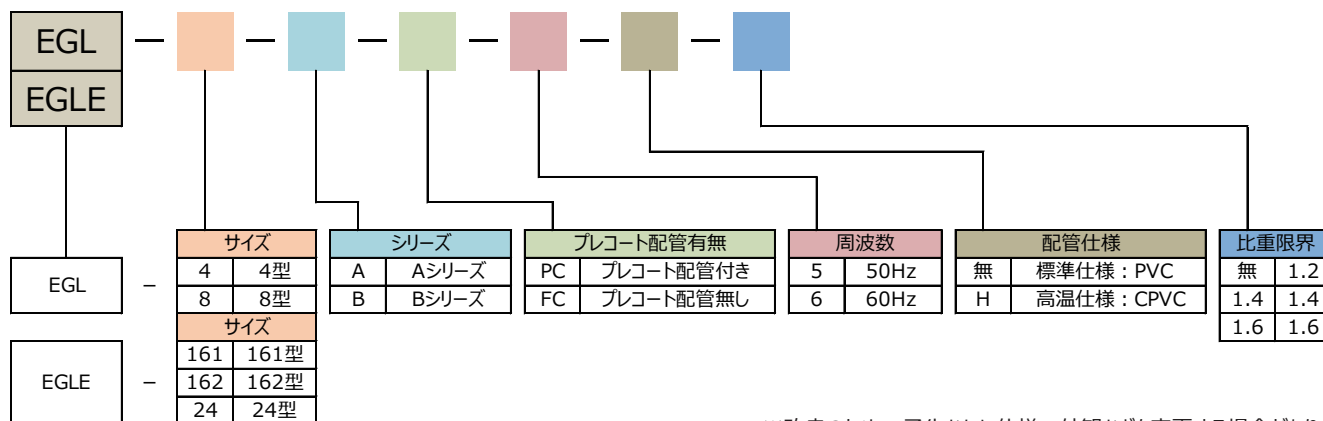 EGL
EGLE
サイズ
4 4型
8 8型
シリーズ
A Aシリーズ
B Bシリーズ
プレコート配管有無
PC プレコート配管付き
FC プレコート配管無し
周波数
5 50Hz
6 60Hz
配管仕様
無 標準仕様：PVC
H 高温仕様：CPVC
比重限界
無 1.2
1.4 1.4
1.6 1.6
EGL
サイズ
161 161型
162 162型
24 24型
EGLE